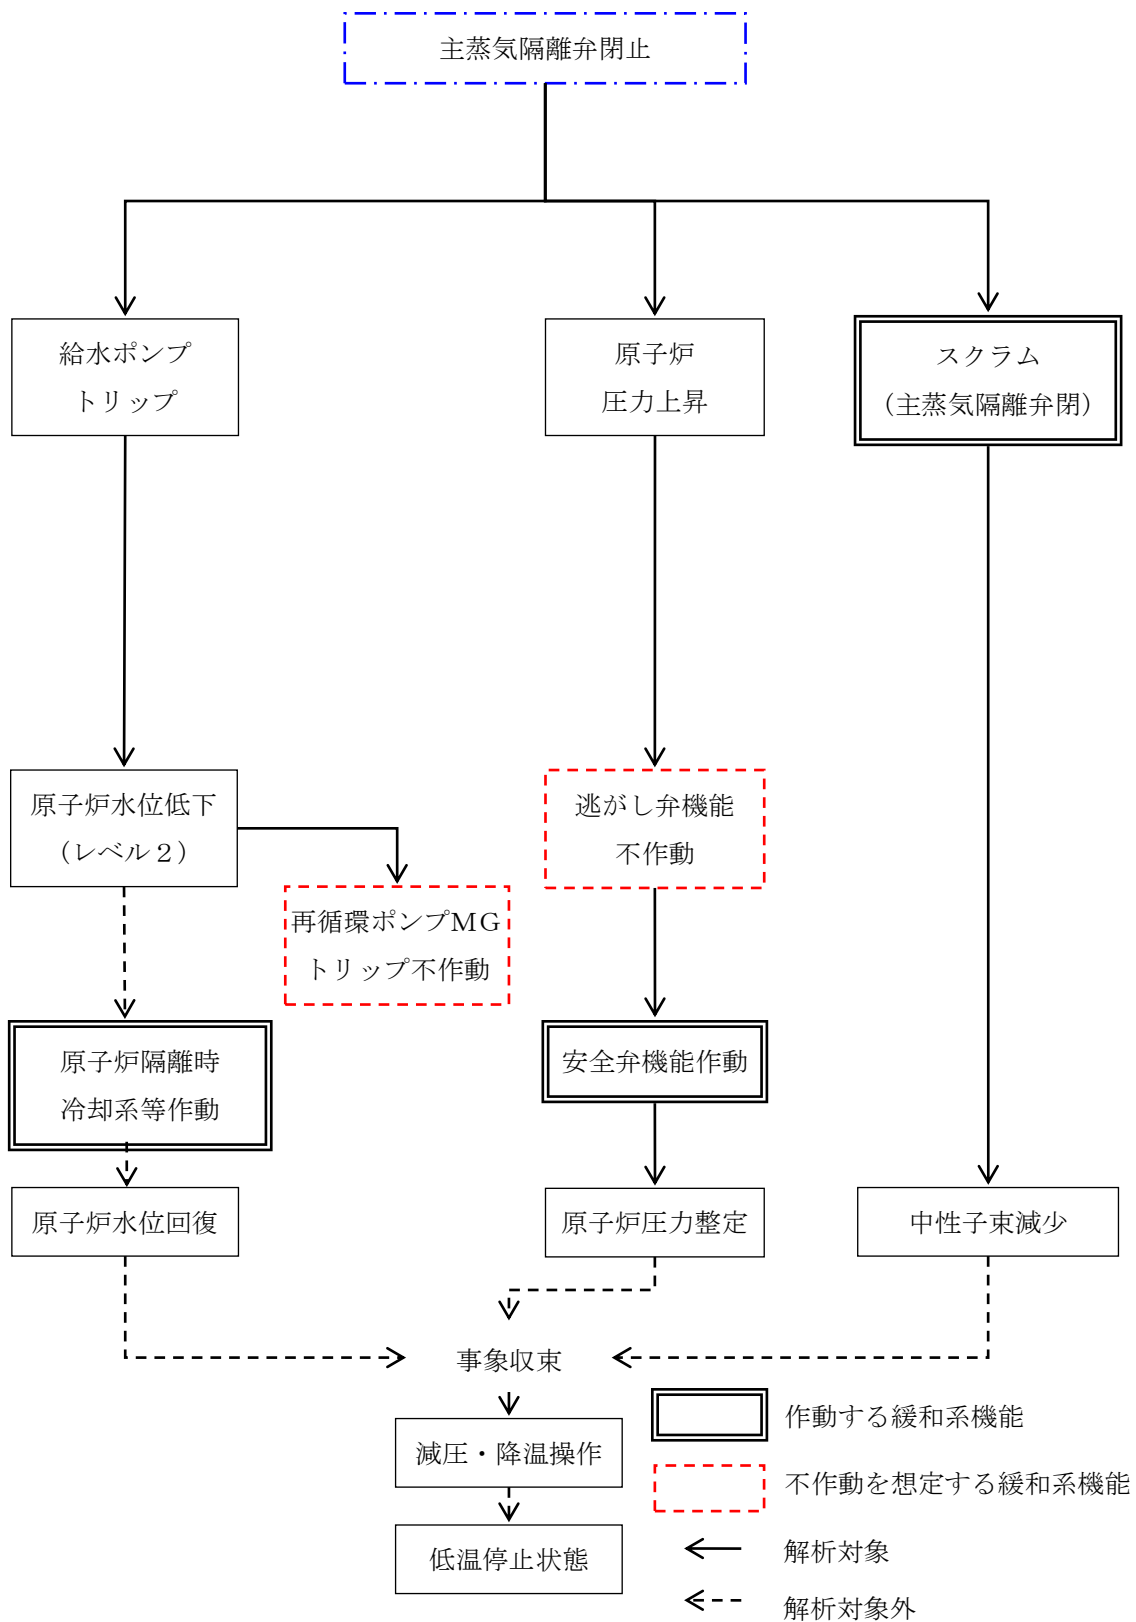 主蒸気隔離弁閉止
給水ポンプ
トリップ
原子炉
圧力上昇
スクラム
（主蒸気隔離弁閉）
原子炉水位低下
（レベル２）
逃がし弁機能
不作動
再循環ポンプMG
トリップ不作動
原子炉隔離時
冷却系等作動
安全弁機能作動
原子炉水位回復
原子炉圧力整定
中性子束減少
事象収束
減圧・降温操作
低温停止状態
作動する緩和系機能
不作動を想定する緩和系機能
解析対象
解析対象外